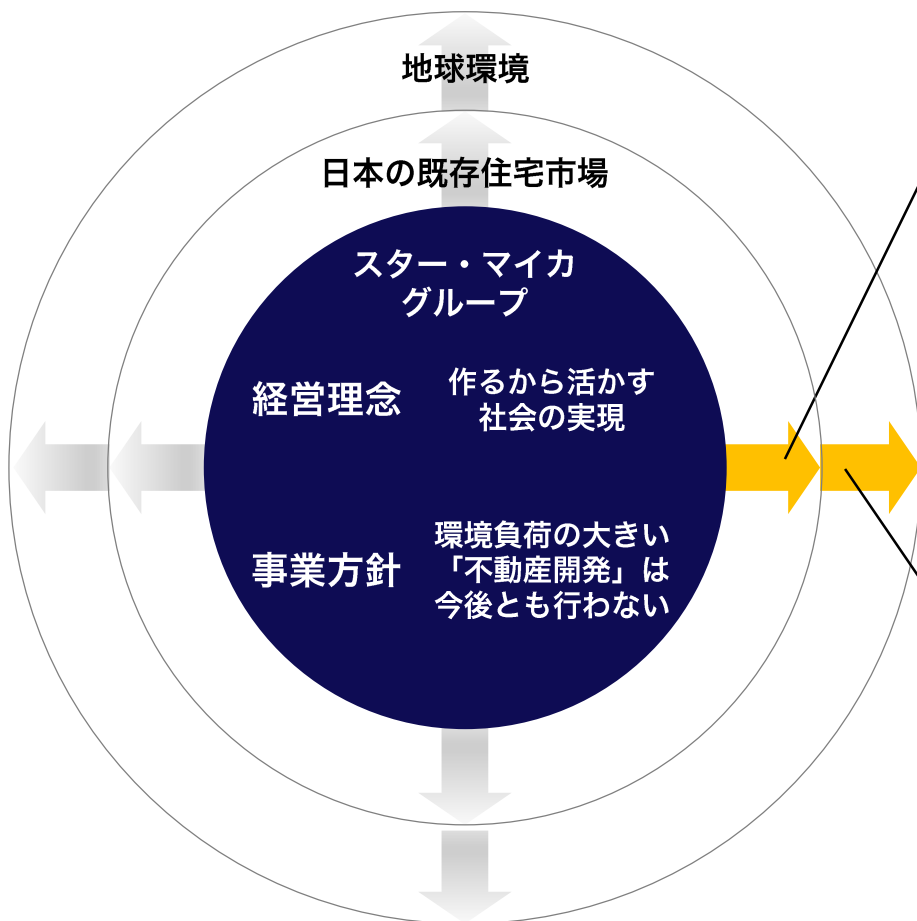 地球環境
日本の既存住宅市場
スター・マイカ
グループ
経営理念
作るから活かす
社会の実現
事業方針
環境負荷の大きい
「不動産開発」は
今後とも行わない